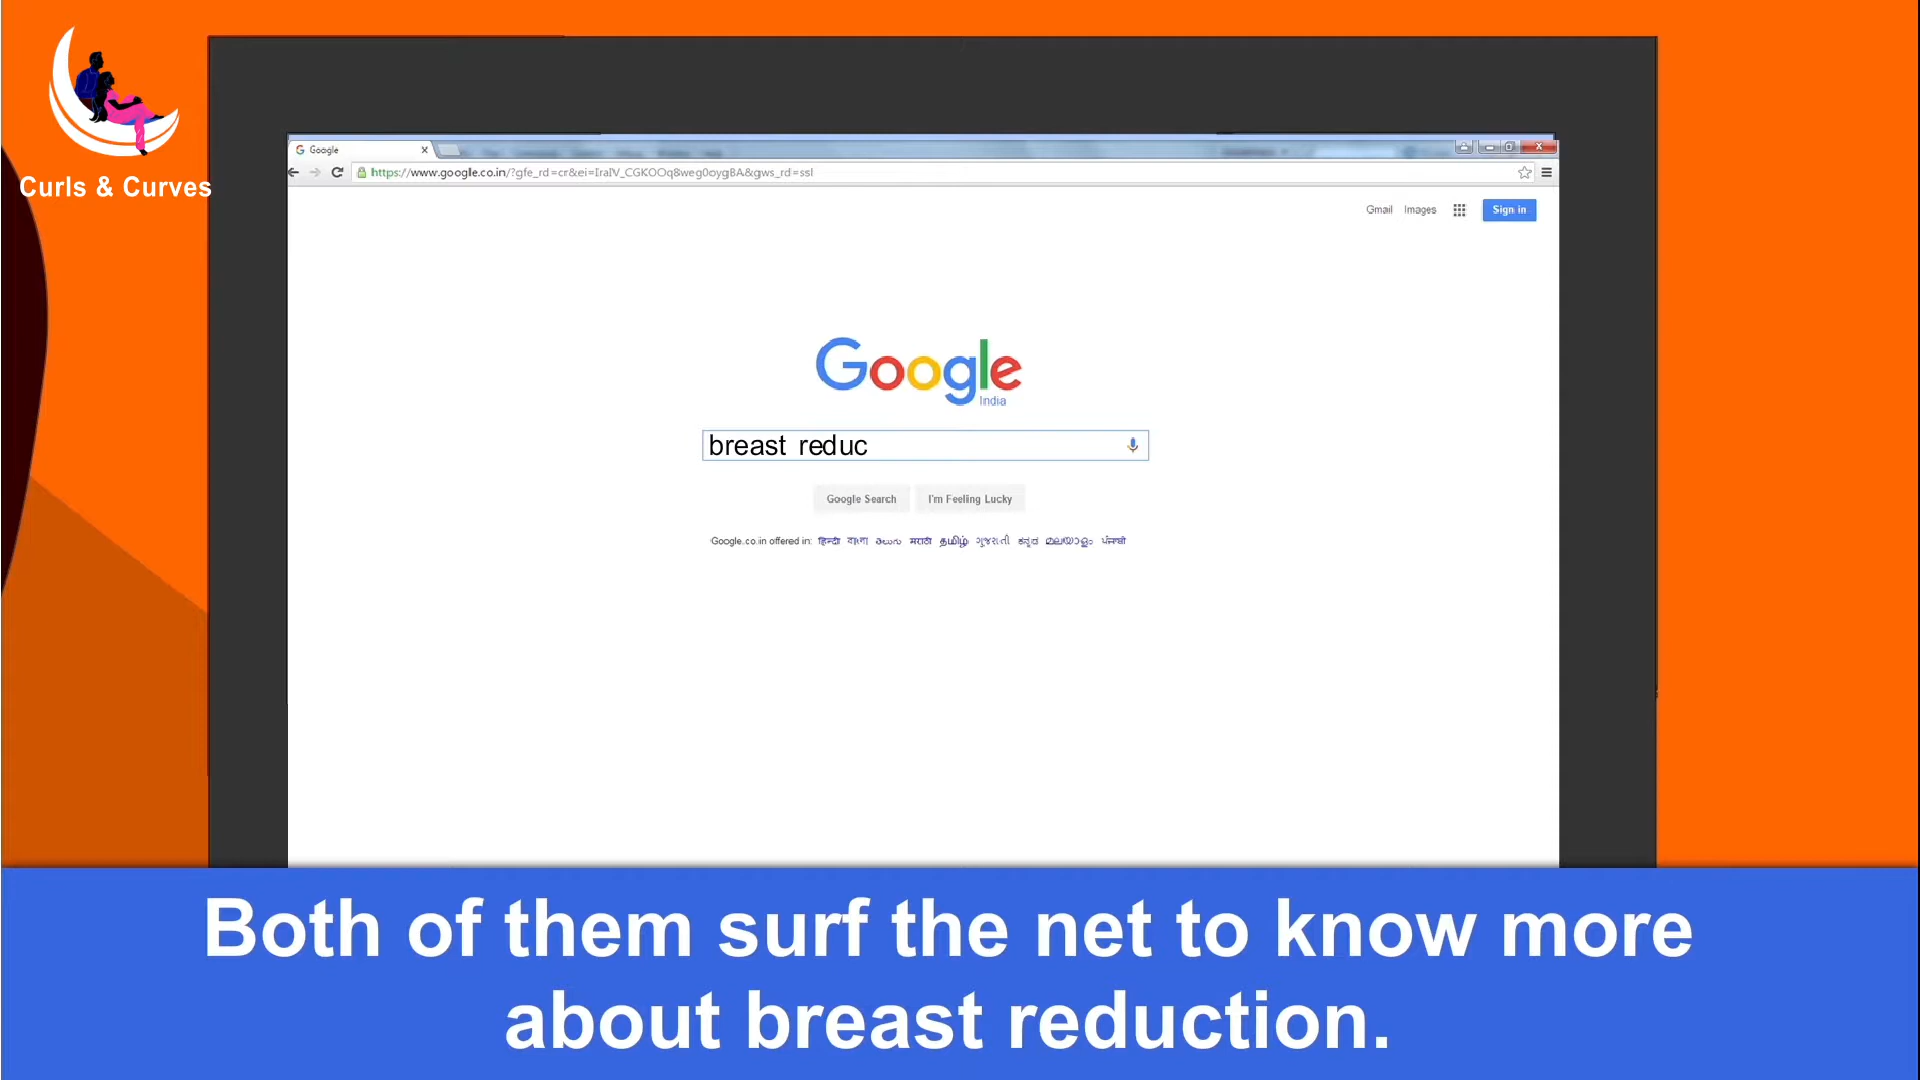 Curls & Curves
Google
https://www.google.co.in/?gfe_rd=cr&ei=IraIV_CGKOOq8weg0oygBA&gws_rd=ssl
Gmail Images Sign in
Google
India
breast reduc
Google Search I'm Feeling Lucky
Google.co.in offered in: हिन्दी বাংলা తెలుగు मराठी தமிழ் ગુજરાતી ಕನ್ನಡ മലയാളം ਪੰਜਾਬੀ
Both of them surf the net to know more
about breast reduction.